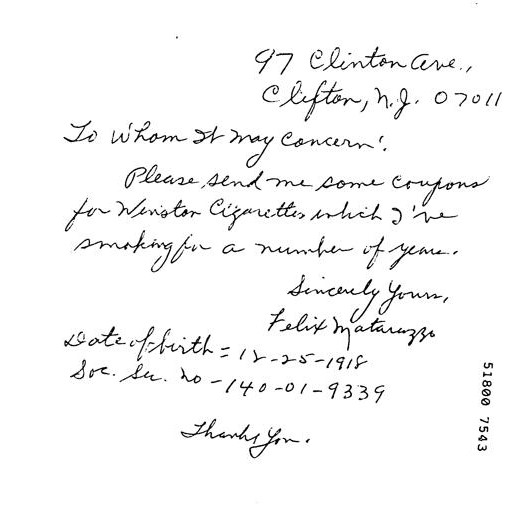 97 Clinton Ave.,
Clifton, N.J. 07011
To Whom It May Concern:
Please send me some coupons
for Winston Cigarettes which I've
smoking for a number of years.
Sincerely Yours,
Felix Matarazzo
Date of birth = 12-25-1918
Soc. Sec. No - 140-01-9339
Thank You.
51800 7543